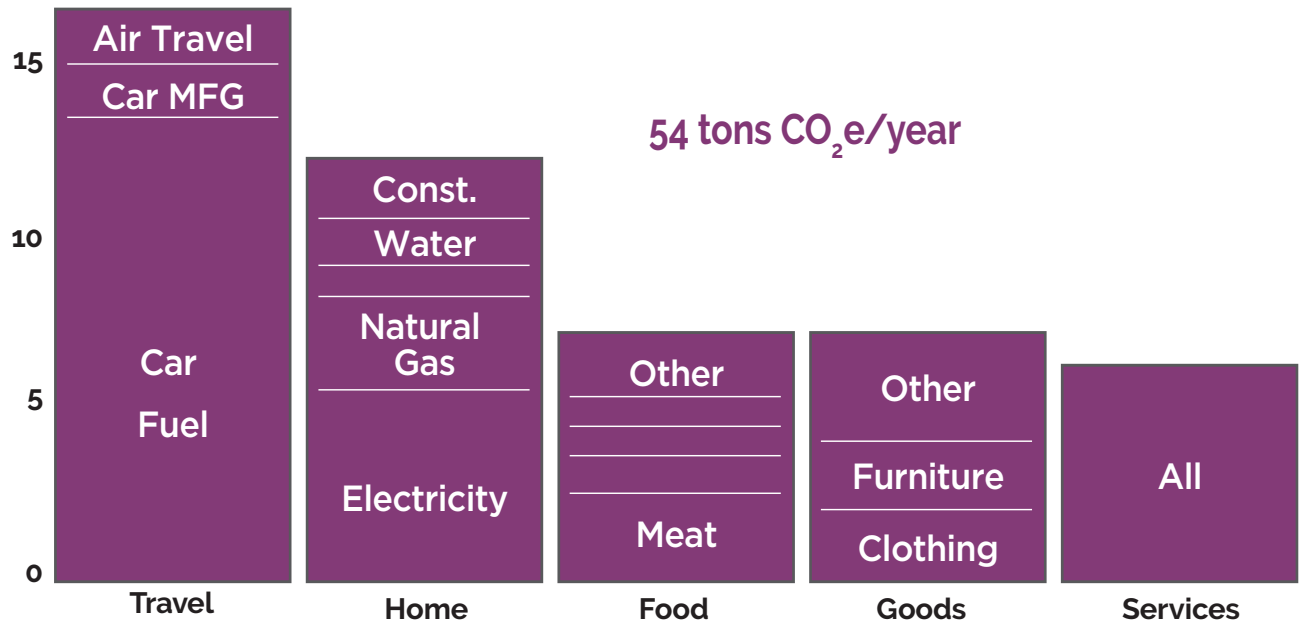 15
10
5
0
54 tons CO₂e/year
Air Travel
Car MFG
Car
Fuel
Travel
Const.
Water
Natural
Gas
Electricity
Home
Other
Meat
Food
Other
Furniture
Clothing
Goods
All
Services